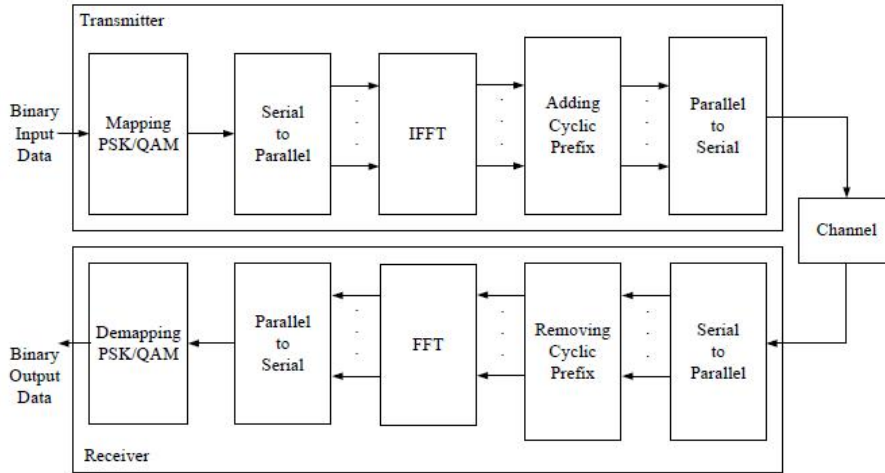 Transmitter
Binary
Input
Data
Mapping
PSK/QAM
Serial
to
Parallel
IFFT
Adding
Cyclic
Prefix
Parallel
to
Serial
Channel
Serial
to
Parallel
Removing
Cyclic
Prefix
FFT
Parallel
to
Serial
Demapping
PSK/QAM
Binary
Output
Data
Receiver